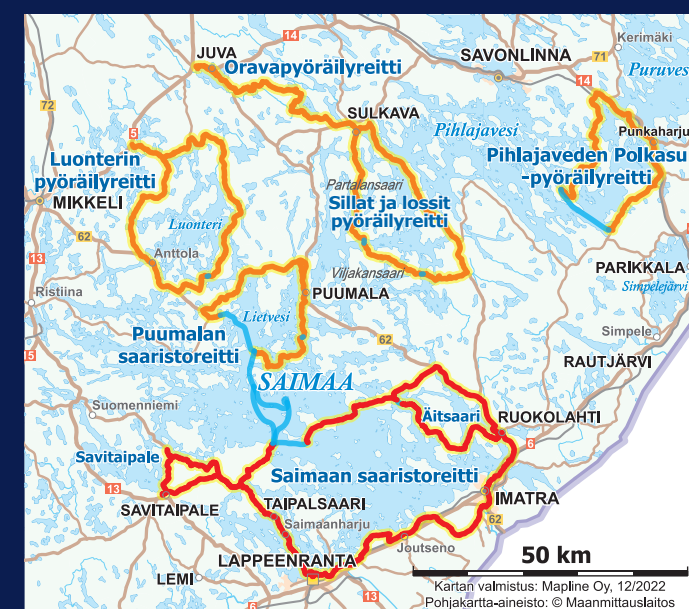 Kerimäki
14
JUVA
SAVONLINNA
71
Oravapyöräilyreitti
Puruves
14
72
SULKAVA
5
Pihlajavesi
Punkaharju
Luonterin
pyöräilyreitti
Pihlajaveden Polkasu
-pyöräilyreitti
Partalansaari
MIKKELI
Sillat ja lossit
pyöräilyreitti
Luonteri
62
13
Anttola
Viljakansaari
PARIKKALA
Ristiina
PUUMALA
Simpelejärvi
Lietvesi
Puumalan
saaristoreitti
Simpele
62
5
RAUTJÄRVI
SAIMAA
Suomenniemi
Äitsaari
RUOKOLAHTI
6
Savitaipale
Saimaan saaristoreitti
13
IMATRA
SAVITAIPALE
TAIPALSAARI
62
Saimaanharju
Joutseno
50 km
LAPPEENRANTA
LEMI
Kartan valmistus: Mapline Oy, 12/2022
13
6
Pohjakartta-aineisto: © Maanmittauslaitos